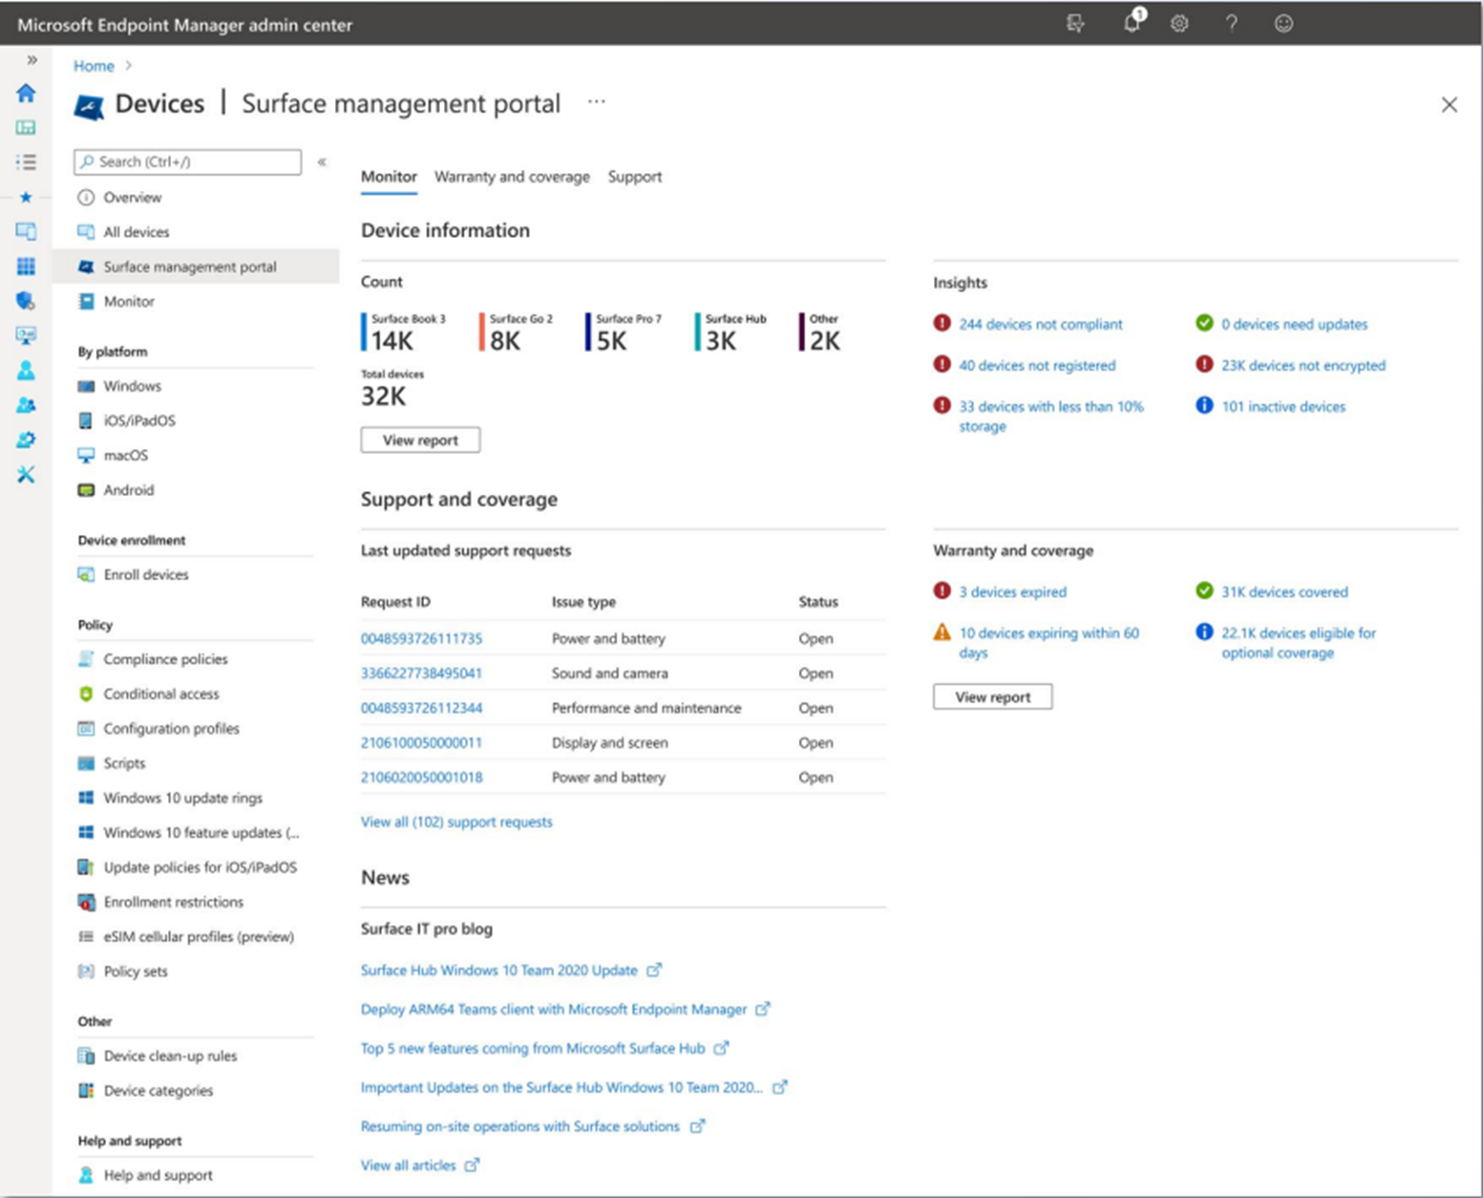 Microsoft Endpoint Manager admin center
1
Home
Devices | Surface management portal ...
Search (Ctrl+/)
Overview
All devices
Surface management portal
Monitor
By platform
Windows
iOS/iPadOS
macOS
Android
Device enrollment
Enroll devices
Policy
Compliance policies
Conditional access
Configuration profiles
Scripts
Windows 10 update rings
Windows 10 feature updates (...
Update policies for iOS/iPadOS
Enrollment restrictions
eSIM cellular profiles (preview)
Policy sets
Other
Device clean-up rules
Device categories
Help and support
Help and support
Monitor Warranty and coverage Support
Device information
Count
Surface Book 3
14K
Surface Go 2
8K
Surface Pro 7
5K
Surface Hub
3K
Other
2K
Total devices
32K
View report
Insights
244 devices not compliant
0 devices need updates
40 devices not registered
23K devices not encrypted
33 devices with less than 10%
storage
101 inactive devices
Support and coverage
Last updated support requests
Request ID Issue type Status
0048593726111735 Power and battery Open
3366227738495041 Sound and camera Open
0048593726112344 Performance and maintenance Open
2106100050000011 Display and screen Open
2106020050001018 Power and battery Open
View all (102) support requests
Warranty and coverage
3 devices expired
31K devices covered
10 devices expiring within 60
days
22.1K devices eligible for
optional coverage
View report
News
Surface IT pro blog
Surface Hub Windows 10 Team 2020 Update
Deploy ARM64 Teams client with Microsoft Endpoint Manager
Top 5 new features coming from Microsoft Surface Hub
Important Updates on the Surface Hub Windows 10 Team 2020...
Resuming on-site operations with Surface solutions
View all articles